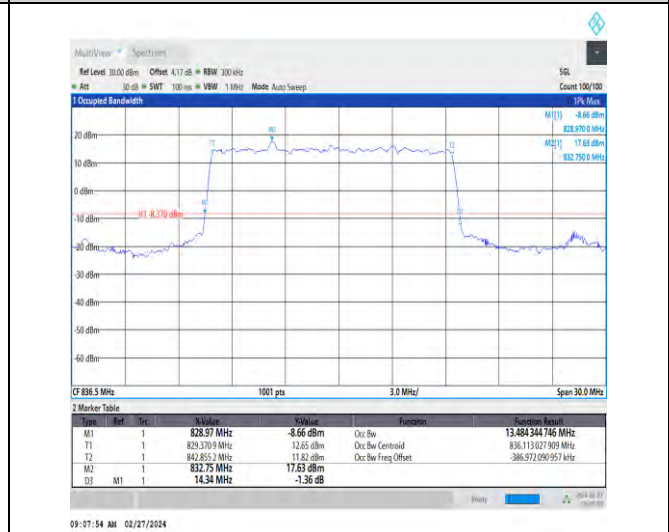 MultiView Spectrum
Ref Level 30.00 dBm Offset 4.17 dB RBW 300 kHz SGL
Att 30 dB SWT 100 ms VBW 1 MHz Mode Auto Sweep Count 100/100
1 Occupied Bandwidth 1Pk Max
M1[1] -8.66 dBm
828.970 0 MHz
M2[1] 17.63 dBm
832.750 0 MHz
20 dBm
T1 M2 T2
10 dBm
0 dBm
M1
H1 -8.370 dBm
-10 dBm
-20 dBm
-30 dBm
-40 dBm
-50 dBm
-60 dBm
CF 836.5 MHz 1001 pts 3.0 MHz/ Span 30.0 MHz
2 Marker Table
Type Ref Trc X-Value Y-Value Function Function Result
M1 1 828.97 MHz -8.66 dBm Occ Bw 13.484 344 746 MHz
T1 1 829.370 9 MHz 12.65 dBm Occ Bw Centroid 836.113 027 909 MHz
T2 1 842.855 2 MHz 11.82 dBm Occ Bw Freq Offset -386.972 090 957 kHz
M2 1 832.75 MHz 17.63 dBm
D3 M1 1 14.34 MHz -1.36 dB
09:07:54 AM 02/27/2024